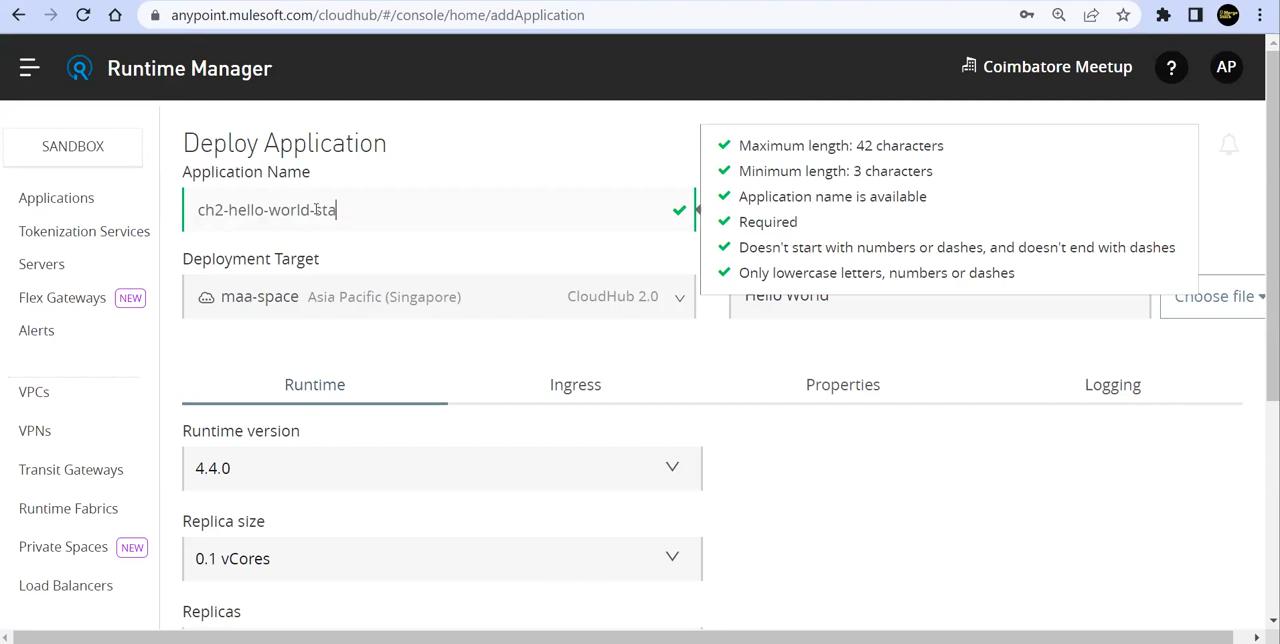 anypoint.mulesoft.com/cloudhub/#/console/home/addApplication
Runtime Manager
Coimbatore Meetup
?
AP
SANDBOX
Applications
Tokenization Services
Servers
Flex Gateways NEW
Alerts
VPCs
VPNs
Transit Gateways
Runtime Fabrics
Private Spaces NEW
Load Balancers
Deploy Application
Application Name
ch2-hello-world-sta
Maximum length: 42 characters
Minimum length: 3 characters
Application name is available
Required
Doesn't start with numbers or dashes, and doesn't end with dashes
Only lowercase letters, numbers or dashes
Deployment Target
maa-space Asia Pacific (Singapore) CloudHub 2.0
Hello World
Choose file
Runtime
Ingress
Properties
Logging
Runtime version
4.4.0
Replica size
0.1 vCores
Replicas